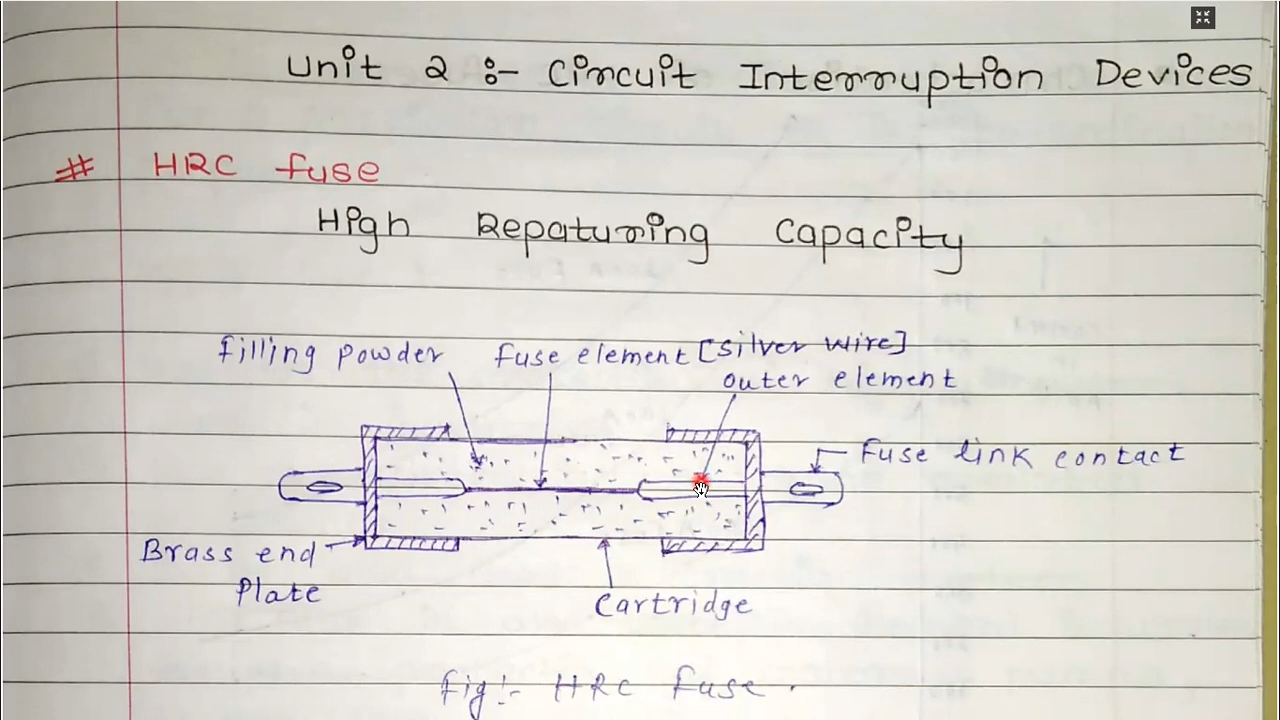 Unit 2 :- Circuit Interruption Devices
# HRC fuse
High Repaturing Capacity
filling powder fuse element [silver wire]
outer element
Fuse link contact
Brass end
Plate
Cartridge
fig:- HRC fuse.